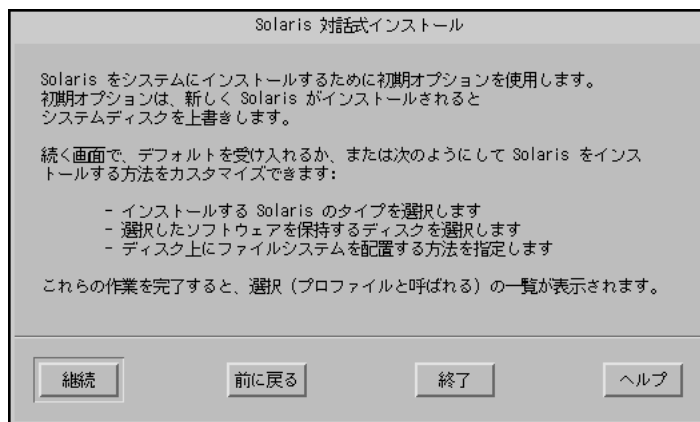 Solaris 対話式インストール
Solaris をシステムにインストールするために初期オプションを使用します。
初期オプションは、新しく Solaris がインストールされると
システムディスクを上書きします。
続く画面で、デフォルトを受け入れるか、または次のようにして Solaris をインス
トールする方法をカスタマイズできます:
- インストールする Solaris のタイプを選択します
- 選択したソフトウェアを保持するディスクを選択します
- ディスク上にファイルシステムを配置する方法を指定します
これらの作業を完了すると、選択（プロファイルと呼ばれる）の一覧が表示されます。
継続 前に戻る 終了 ヘルプ